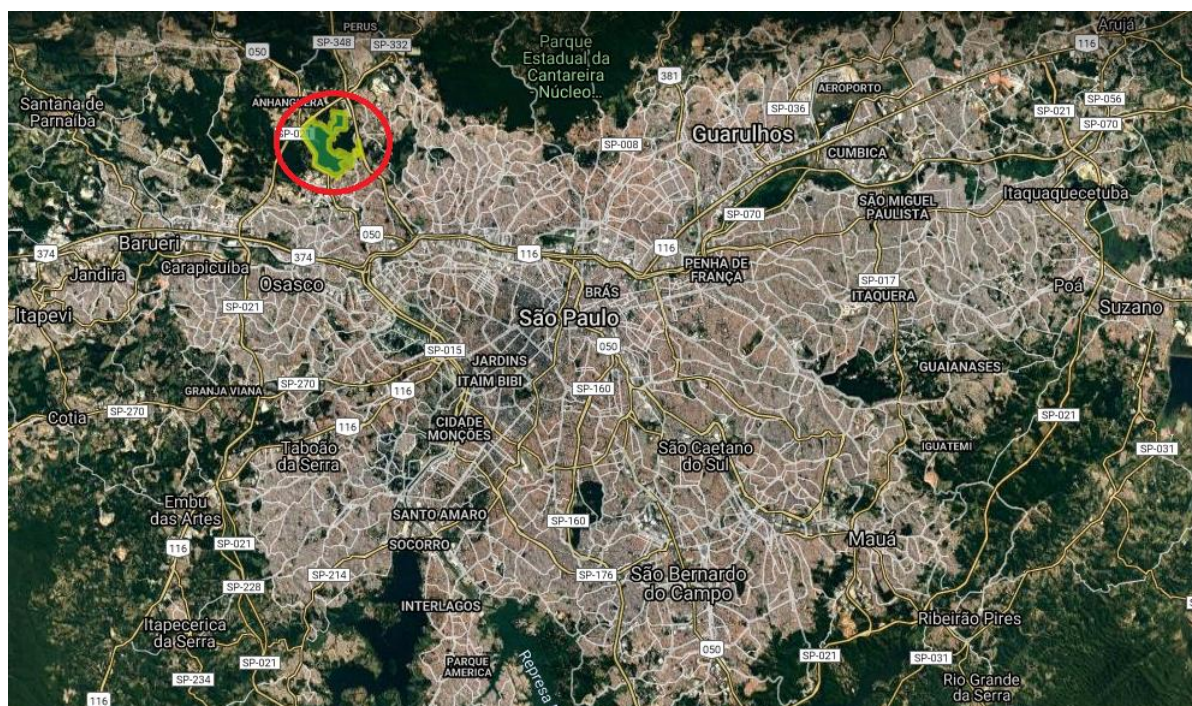 PERUS
Arujá
050
SP-348
SP-332
116
Parque
Estadual da
Cantareira
Núcleo...
381
AEROPORTO
Santana de
Parnaíba
ANHANGUERA
SP-036
SP-021
SP-056
SP-070
SP-021
Guarulhos
SP-008
CUMBICA
SÃO MIGUEL
PAULISTA
Itaquaquecetuba
SP-070
050
Barueri
374
374
116
116
PENHA DE
FRANÇA
Jandira
Carapicuíba
Osasco
SP-017
ITAQUERA
Poá
Itapevi
SP-021
BRÁS
São Paulo
Suzano
050
SP-015
JARDINS
ITAIM BIBI
GUAIANASES
GRANJA VIANA
SP-270
116
SP-160
Cotia
SP-270
SP-021
116
CIDADE
MONÇÕES
Taboão
da Serra
São Caetano
do Sul
IGUATEMI
SP-031
Embu
das Artes
SANTO AMARO
SP-160
116
SP-021
SOCORRO
Mauá
SP-228
SP-214
SP-176
São Bernardo
do Campo
INTERLAGOS
Itapecerica
da Serra
Ribeirão Pires
050
SP-021
SP-021
SP-031
PARQUE
AMERICA
Represa
SP-234
Rio Grande
da Serra
116